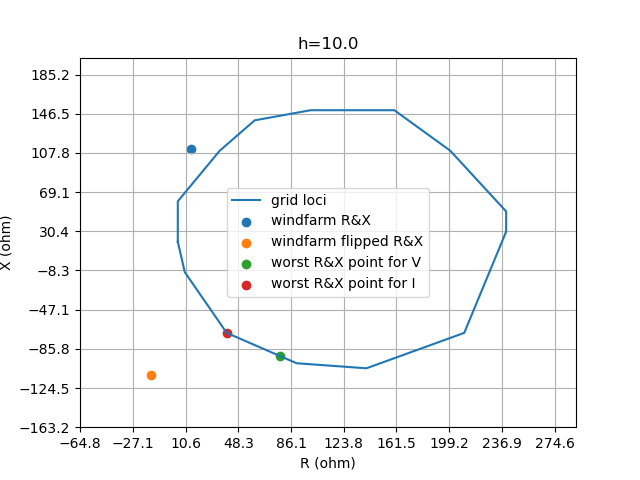 h=10.0
185.2
146.5
107.8
69.1
30.4
−8.3
−47.1
−85.8
−124.5
−163.2
X (ohm)
grid loci
windfarm R&X
windfarm flipped R&X
worst R&X point for V
worst R&X point for I
−64.8 −27.1 10.6 48.3 86.1 123.8 161.5 199.2 236.9 274.6
R (ohm)